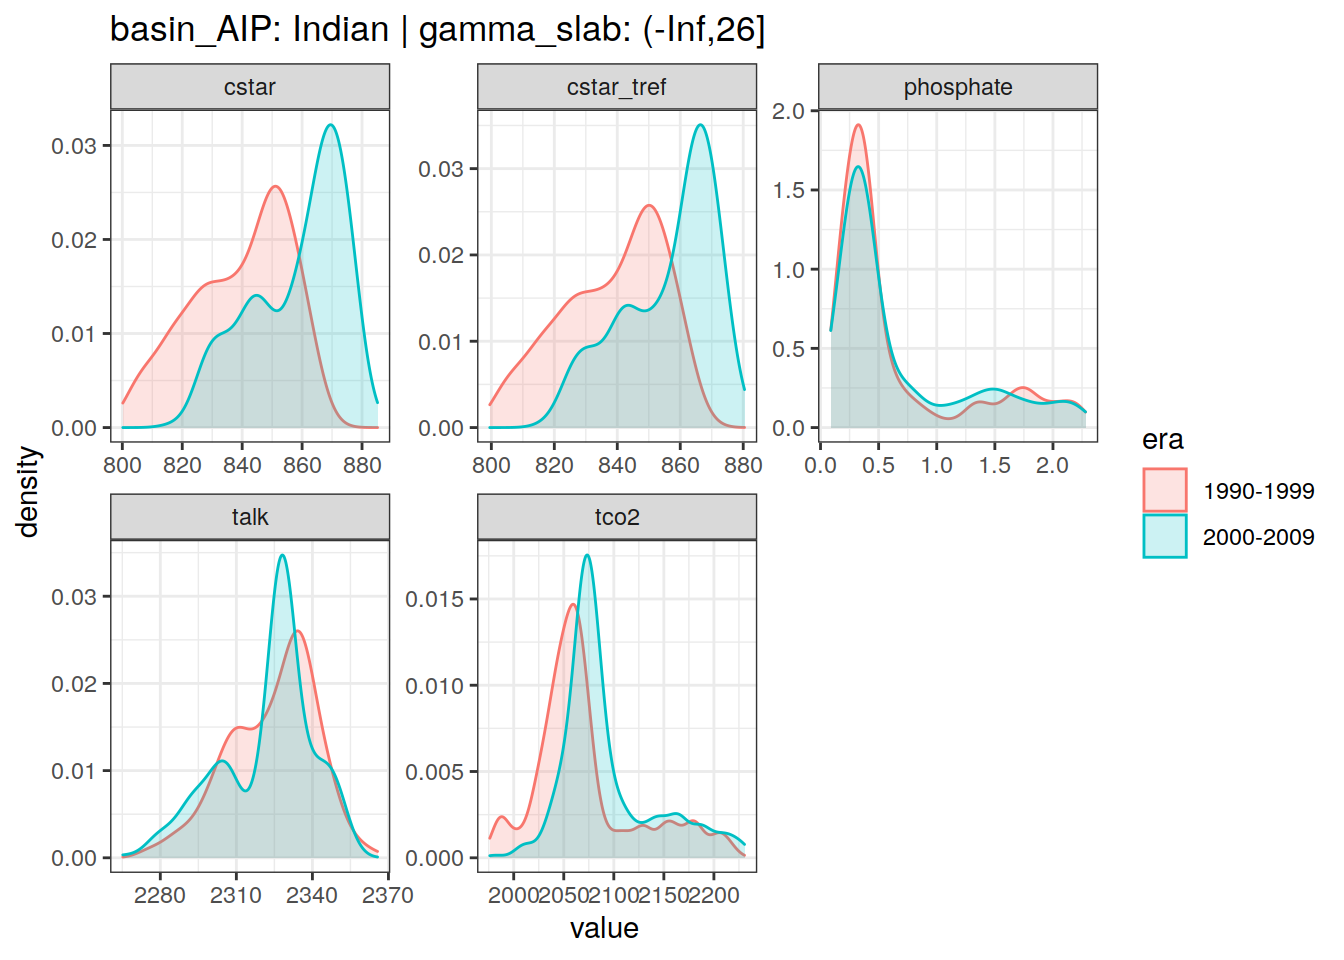 basin_AIP: Indian | gamma_slab: (-Inf,26]
cstar
cstar_tref
phosphate
0.03
0.02
0.01
0.00
800 820 840 860 880
0.03
0.02
0.01
0.00
800 820 840 860 880
2.0
1.5
1.0
0.5
0.0
0.0 0.5 1.0 1.5 2.0
density
talk
tco2
0.03
0.02
0.01
0.00
2280 2310 2340 2370
0.015
0.010
0.005
0.000
2000 2050 2100 2150 2200
value
era
1990-1999
2000-2009